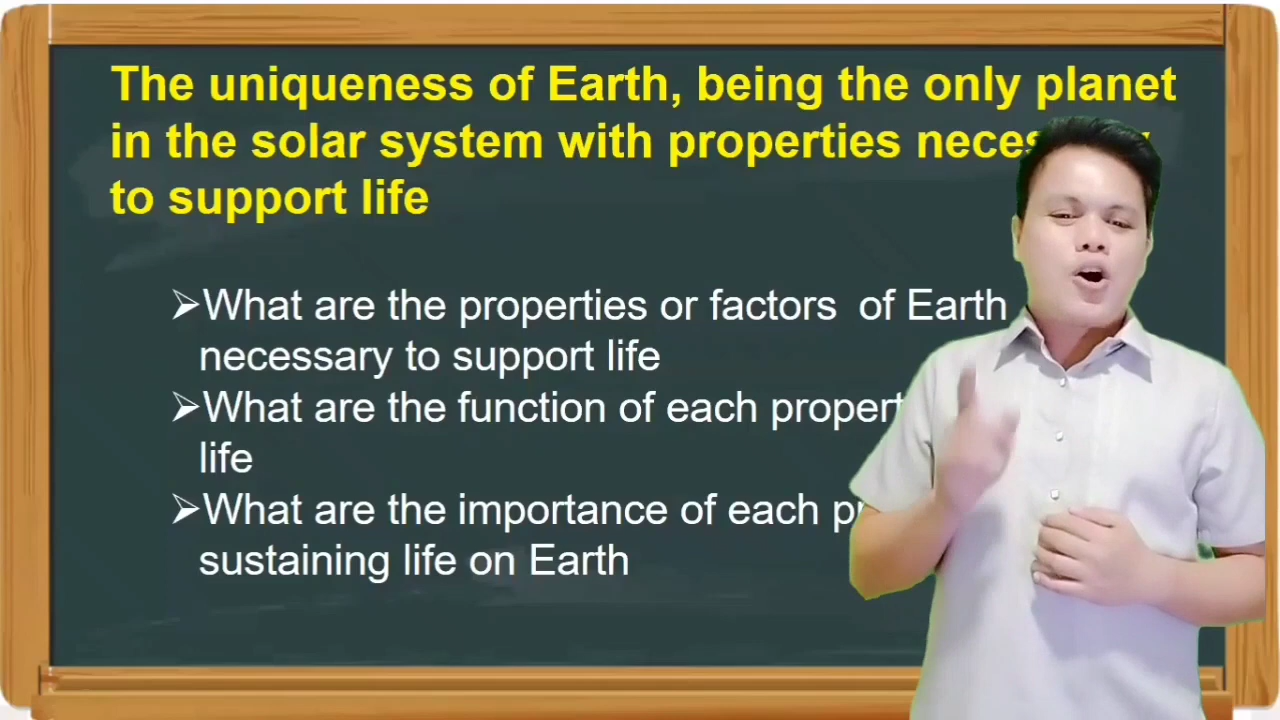 The uniqueness of Earth, being the only planet
in the solar system with properties
to support life
➢What are the properties or factors of Earth
necessary to support life
➢What are the function of each
life
➢What are the importance of each
sustaining life on Earth